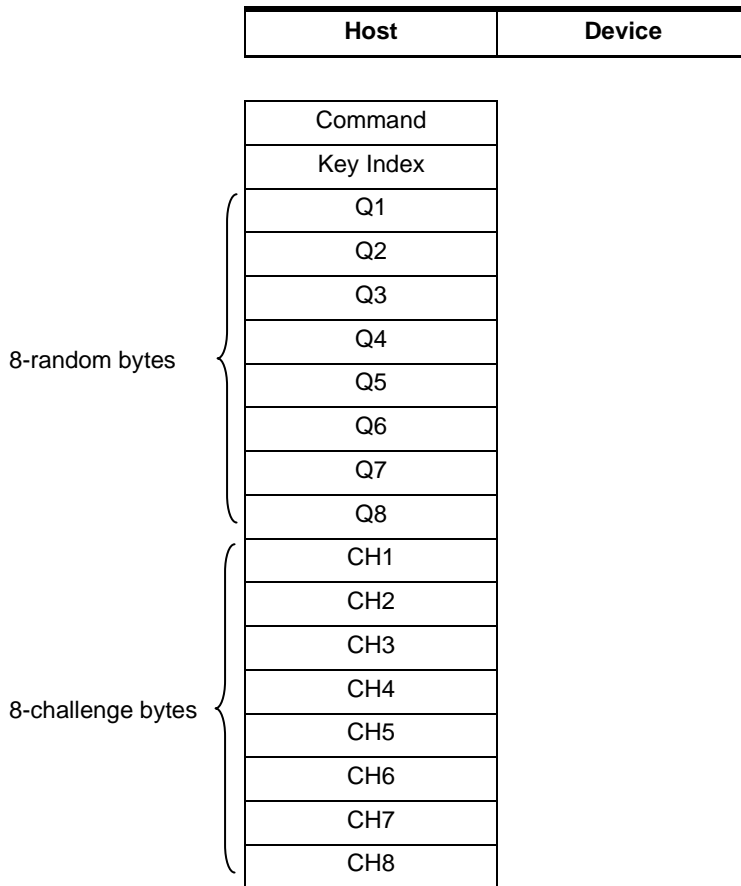 Host Device
Command
Key Index
Q1
Q2
Q3
Q4
8-random bytes
Q5
Q6
Q7
Q8
CH1
CH2
CH3
CH4
8-challenge bytes
CH5
CH6
CH7
CH8